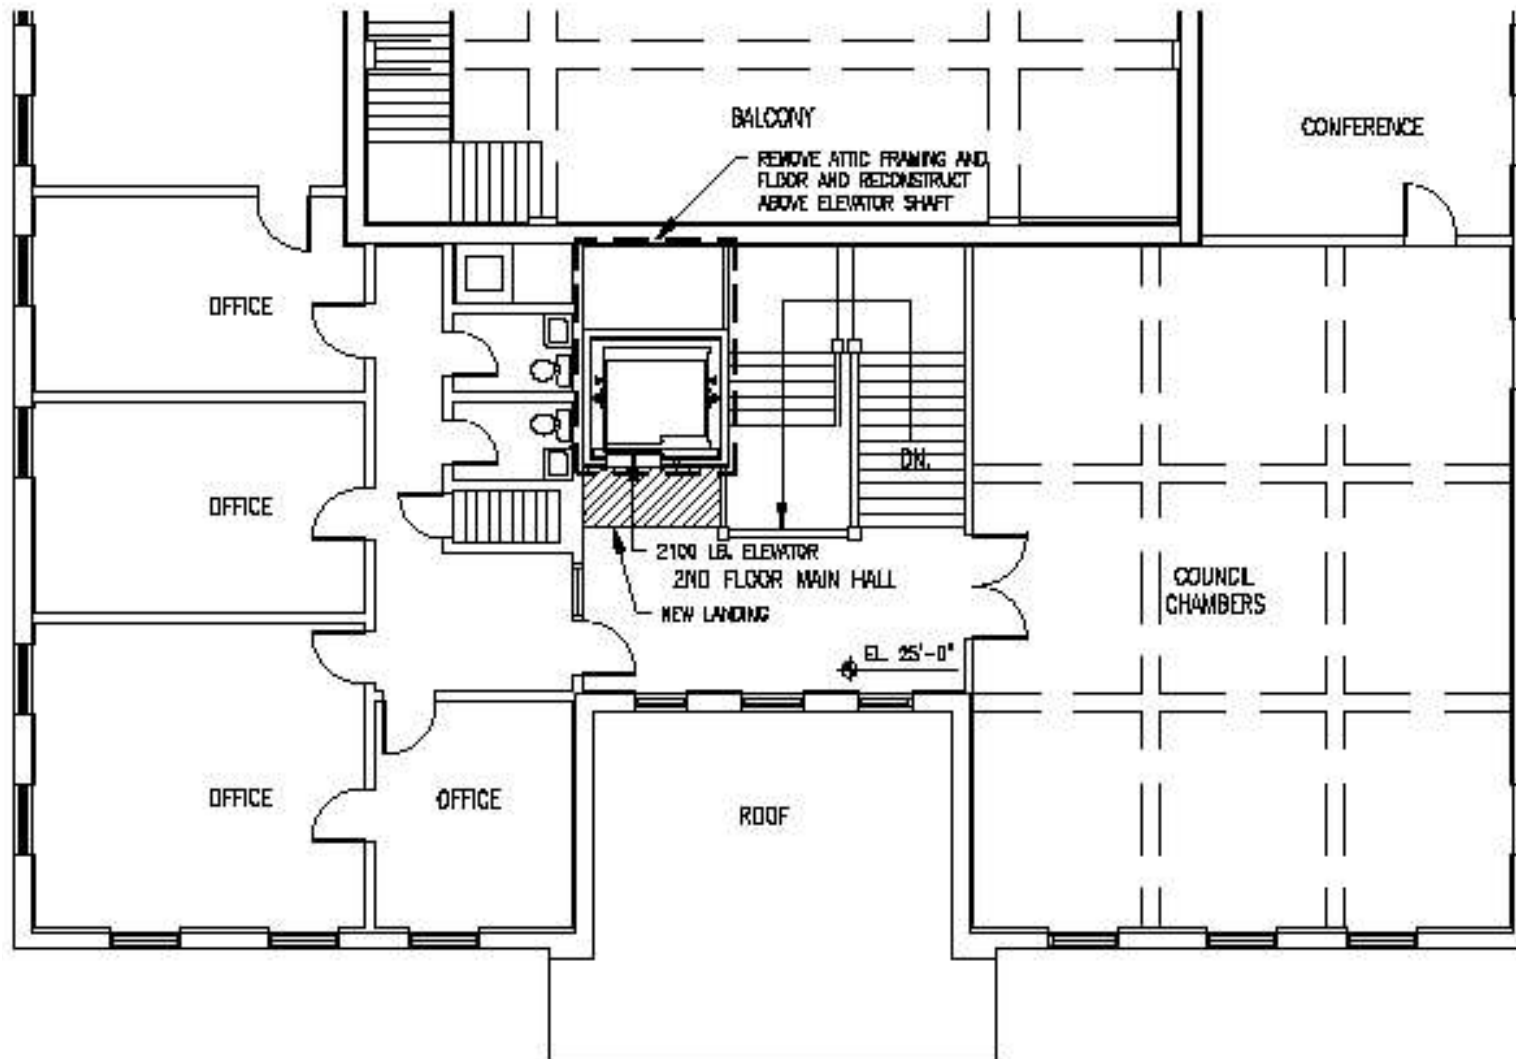 BALCONY
CONFERENCE
REMOVE ATTIC FRAMING AND
FLOOR AND RECONSTRUCT
ABOVE ELEVATOR SHAFT
OFFICE
DN.
OFFICE
2100 LB. ELEVATOR
2ND FLOOR MAIN HALL
NEW LANDING
COUNCIL
CHAMBERS
EL. 25'-0"
OFFICE
OFFICE
ROOF